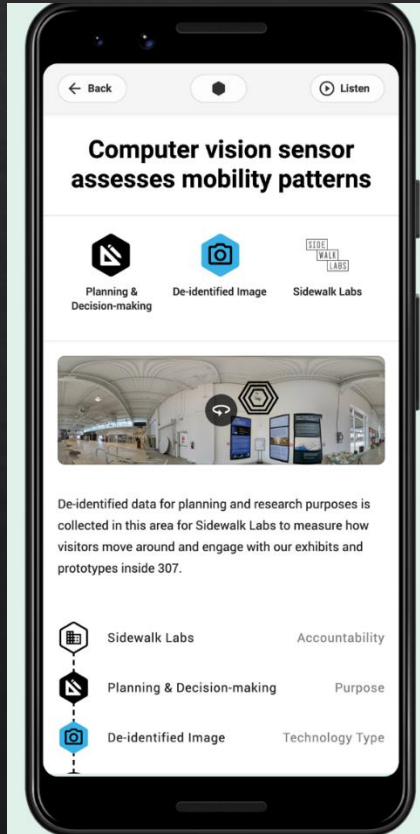 Back
Listen
Computer vision sensor
assesses mobility patterns
Planning &
Decision-making
De-identified Image
SIDE
WALK
LABS
Sidewalk Labs
De-identified data for planning and research purposes is
collected in this area for Sidewalk Labs to measure how
visitors move around and engage with our exhibits and
prototypes inside 307.
Sidewalk Labs Accountability
Planning & Decision-making Purpose
De-identified Image Technology Type